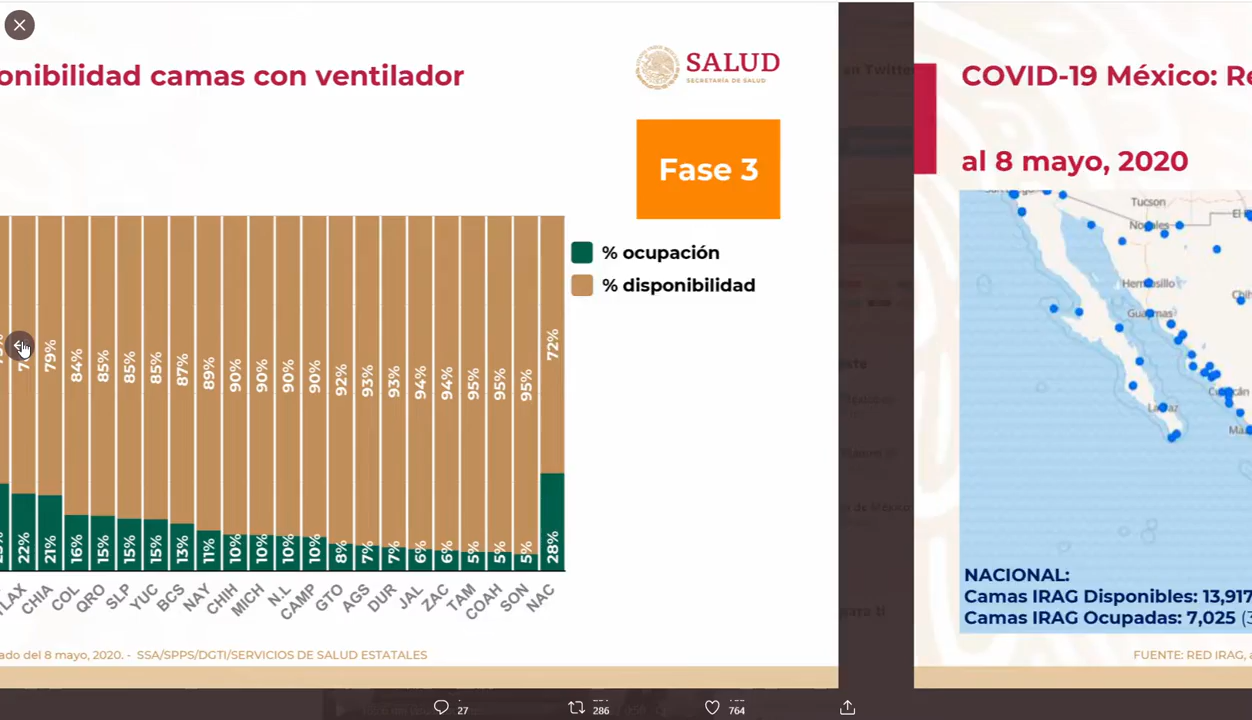 onibilidad camas con ventilador
SALUD
SECRETARÍA DE SALUD
Fase 3
% ocupación
% disponibilidad
79% 84% 85% 85% 85% 87% 89% 90% 90% 90% 90% 92% 93% 93% 94% 94% 95% 95% 95% 72%
22% 21% 16% 15% 15% 15% 13% 11% 10% 10% 10% 10% 8% 7% 7% 6% 6% 5% 5% 5% 28%
TLAX CHIA COL QRO SLP YUC BCS NAY CHIH MICH N.L CAMP GTO AGS DUR JAL ZAC TAM COAH SON NAC
ado del 8 mayo, 2020. - SSA/SPPS/DGTI/SERVICIOS DE SALUD ESTATALES
COVID-19 México: Re
al 8 mayo, 2020
Tucson
Nogales
El
Hermosillo
Chih
Guaymas
La Paz
NACIONAL:
Camas IRAG Disponibles: 13,917
Camas IRAG Ocupadas: 7,025 (3
FUENTE: RED IRAG, a
27
286
764